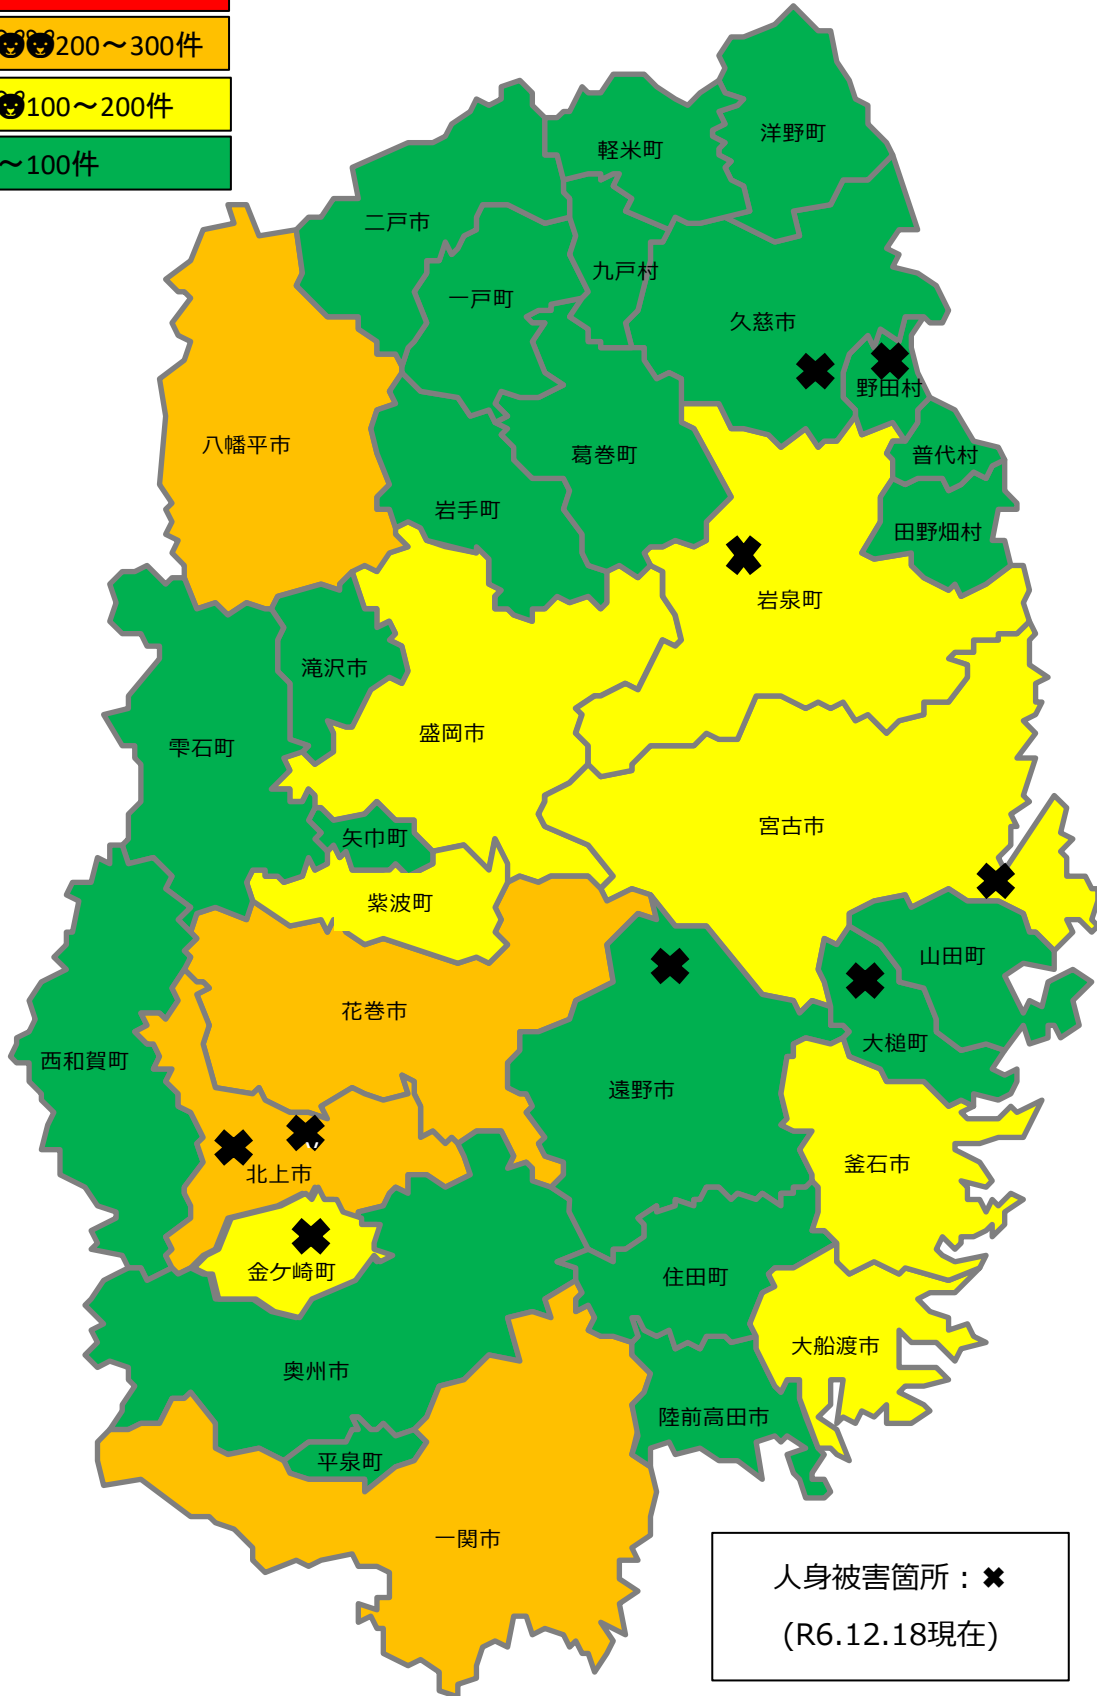 200～300件
100～200件
～100件
洋野町
軽米町
二戸市
九戸村
一戸町
久慈市
野田村
八幡平市
葛巻町
普代村
岩手町
田野畑村
岩泉町
滝沢市
盛岡市
雫石町
宮古市
矢巾町
紫波町
山田町
花巻市
大槌町
西和賀町
遠野市
釜石市
北上市
金ケ崎町
住田町
大船渡市
奥州市
陸前高田市
平泉町
一関市
人身被害箇所：✖
(R6.12.18現在)